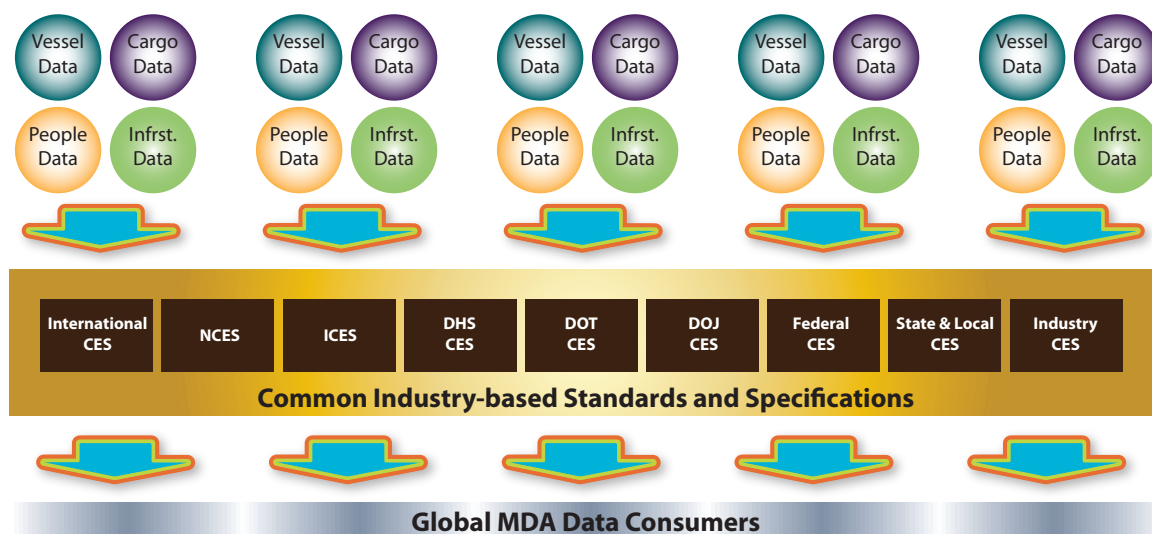 Vessel
Data
Cargo
Data
Vessel
Data
Cargo
Data
Vessel
Data
Cargo
Data
Vessel
Data
Cargo
Data
Vessel
Data
Cargo
Data
People
Data
Infrst.
Data
People
Data
Infrst.
Data
People
Data
Infrst.
Data
People
Data
Infrst.
Data
People
Data
Infrst.
Data
International
CES
NCES
ICES
DHS
CES
DOT
CES
DOJ
CES
Federal
CES
State & Local
CES
Industry
CES
Common Industry-based Standards and Specifications
Global MDA Data Consumers